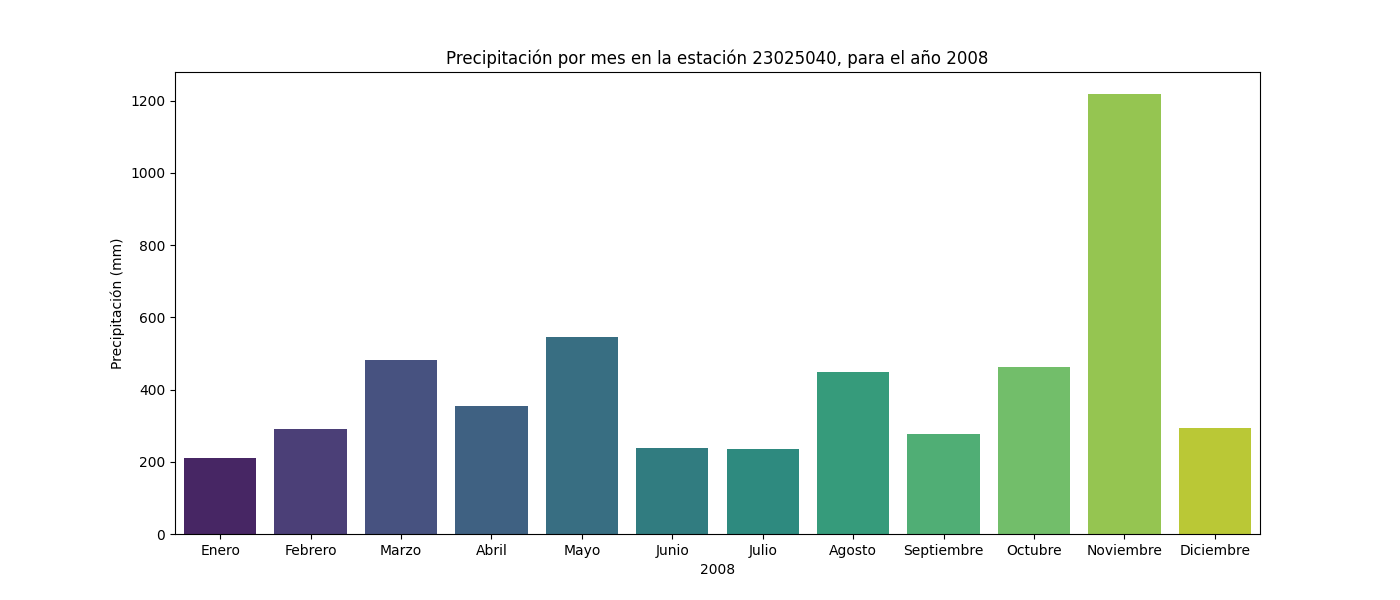 Precipitación por mes en la estación 23025040, para el año 2008
Precipitación (mm)
1200
1000
800
600
400
200
0
Enero Febrero Marzo Abril Mayo Junio Julio Agosto Septiembre Octubre Noviembre Diciembre
2008